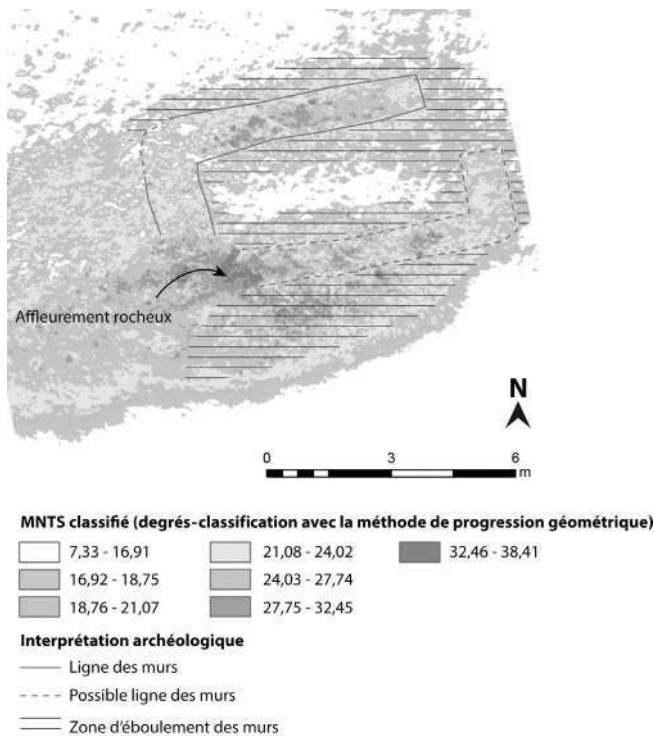 Affleurement rocheux
N
0 3 6
m
MNTS classifié (degrés-classification avec la méthode de progression géométrique)
7,33 - 16,91 21,08 - 24,02 32,46 - 38,41
16,92 - 18,75 24,03 - 27,74
18,76 - 21,07 27,75 - 32,45
Interprétation archéologique
Ligne des murs
Possible ligne des murs
Zone d'éboulement des murs